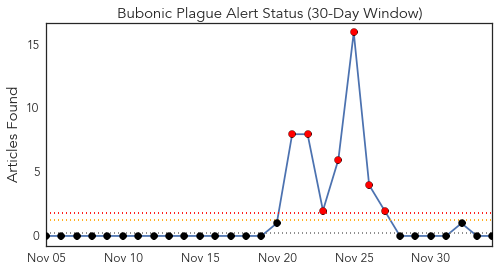 Bubonic Plague Alert Status (30-Day Window)
Articles Found
15
10
5
0
Nov 05
Nov 10
Nov 15
Nov 20
Nov 25
Nov 30